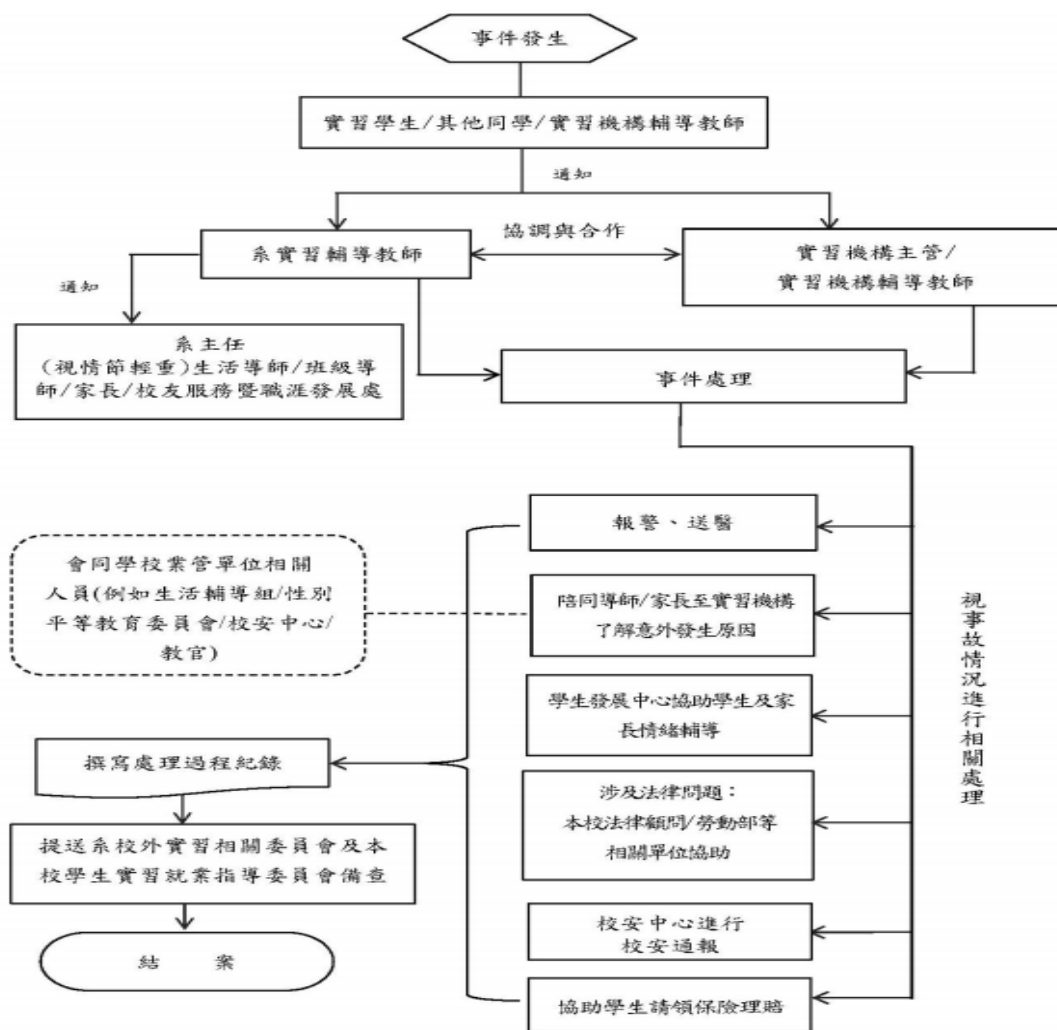 事件發生
實習學生/其他同學/實習機構輔導教師
通知
協調與合作
系實習輔導教師
實習機構主管/
實習機構輔導教師
通知
系主任
(視情節輕重)生活導師/班級導
師/家長/校友服務暨職涯發展處
事件處理
視事故情況進行相關處理
報警、送醫
會同學校業管單位相關
人員(例如生活輔導組/性別
平等教育委員會/校安中心/
教官)
陪同導師/家長至實習機構
了解意外發生原因
學生發展中心協助學生及家
長情緒輔導
涉及法律問題：
本校法律顧問/勞動部等
相關單位協助
校安中心進行
校安通報
協助學生請領保險理賠
撰寫處理過程紀錄
提送系校外實習相關委員會及本
校學生實習就業指導委員會備查
結 案